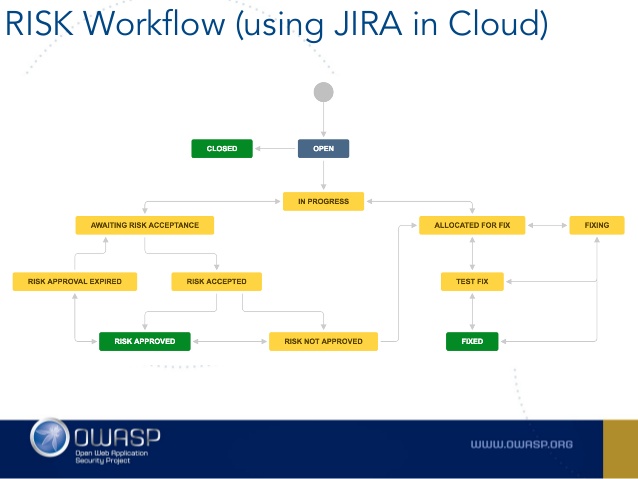 RISK Workflow (using JIRA in Cloud)
CLOSED
OPEN
IN PROGRESS
AWAITING RISK ACCEPTANCE
ALLOCATED FOR FIX
FIXING
RISK APPROVAL EXPIRED
RISK ACCEPTED
TEST FIX
RISK APPROVED
RISK NOT APPROVED
FIXED
OWASP
Open Web Application
Security Project
WWW.OWASP.ORG